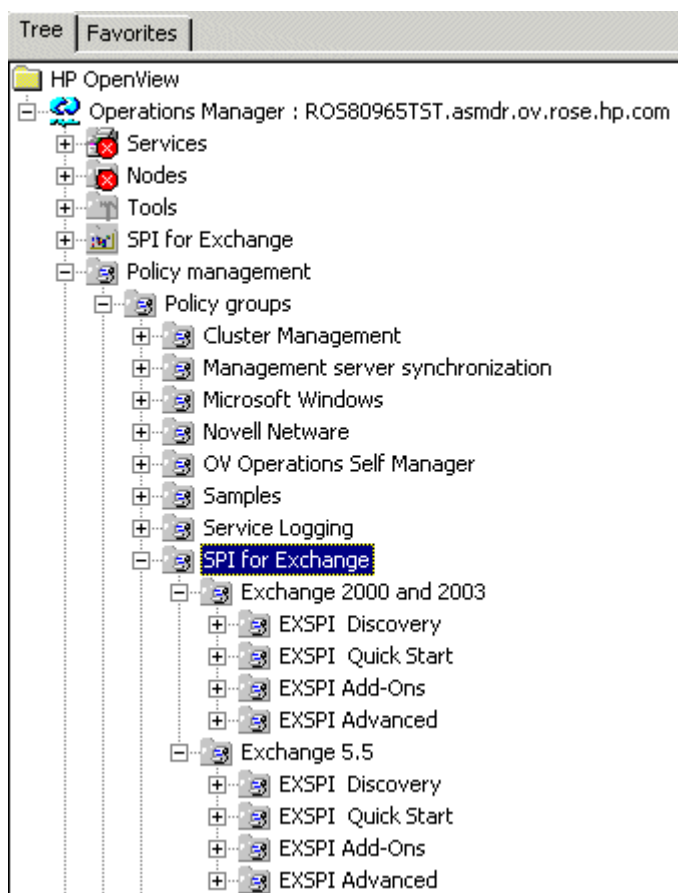 Tree Favorites
HP OpenView
Operations Manager : ROS80965TST.asmdr.ov.rose.hp.com
Services
Nodes
Tools
SPI for Exchange
Policy management
Policy groups
Cluster Management
Management server synchronization
Microsoft Windows
Novell Netware
OV Operations Self Manager
Samples
Service Logging
SPI for Exchange
Exchange 2000 and 2003
EXSPI Discovery
EXSPI Quick Start
EXSPI Add-Ons
EXSPI Advanced
Exchange 5.5
EXSPI Discovery
EXSPI Quick Start
EXSPI Add-Ons
EXSPI Advanced